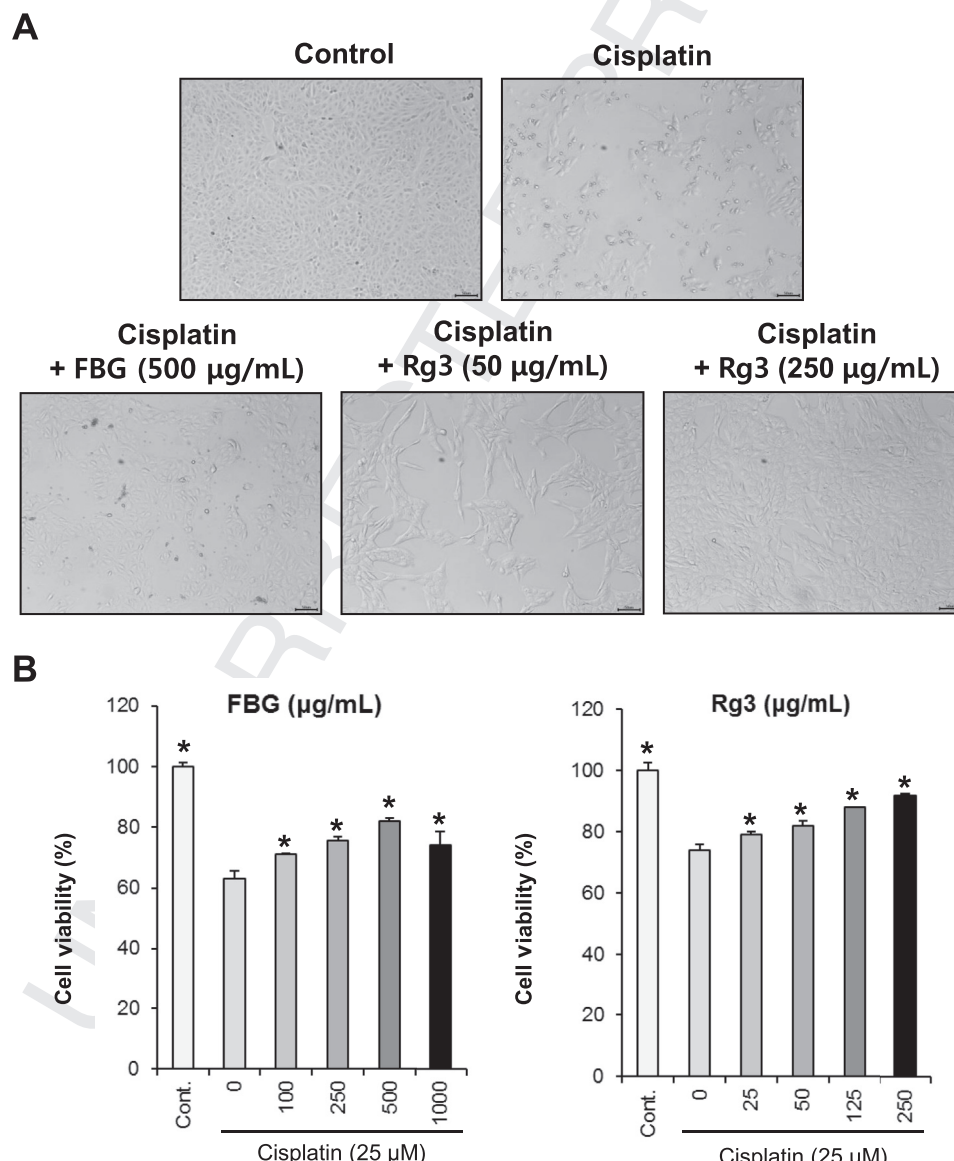 A
Control
Cisplatin
Cisplatin
+ FBG (500 μg/mL)
Cisplatin
+ Rg3 (50 μg/mL)
Cisplatin
+ Rg3 (250 μg/mL)
B
FBG (μg/mL)
Cell viability (%)
120
100
80
60
40
20
0
Cont.
0
100
250
500
1000
Cisplatin (25 μM)
Rg3 (μg/mL)
Cell viability (%)
120
100
80
60
40
20
0
Cont.
0
25
50
125
250
Cisplatin (25 μM)